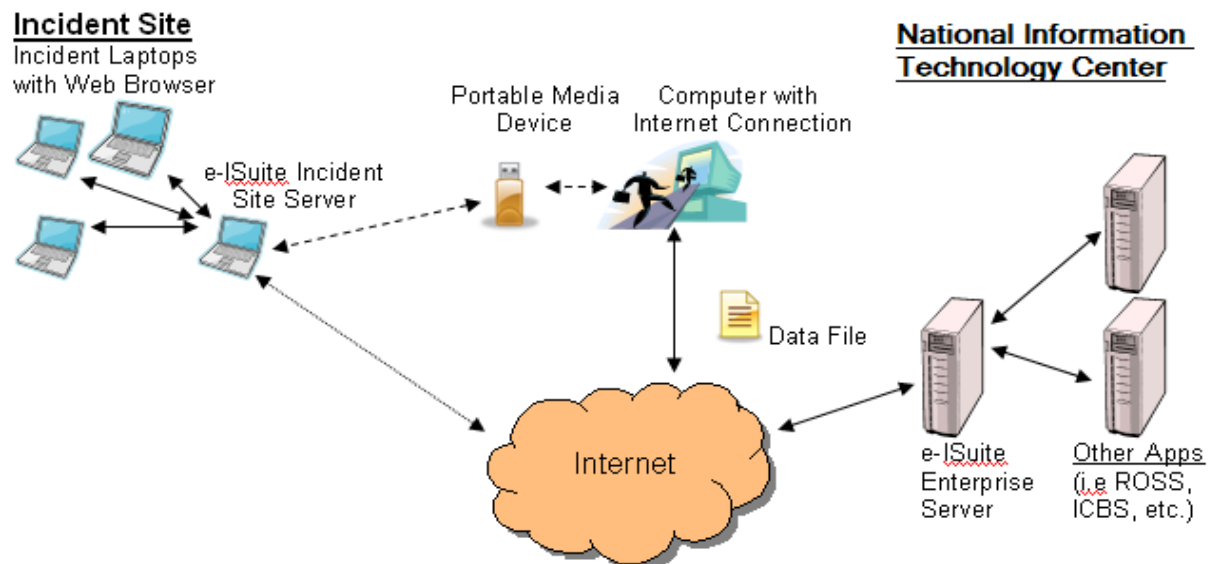 Incident Site
Incident Laptops
with Web Browser
e-ISuite Incident
Site Server
Portable Media
Device
Computer with
Internet Connection
National Information
Technology Center
Data File
Internet
e-ISuite
Enterprise
Server
Other Apps
(i.e ROSS,
ICBS, etc.)